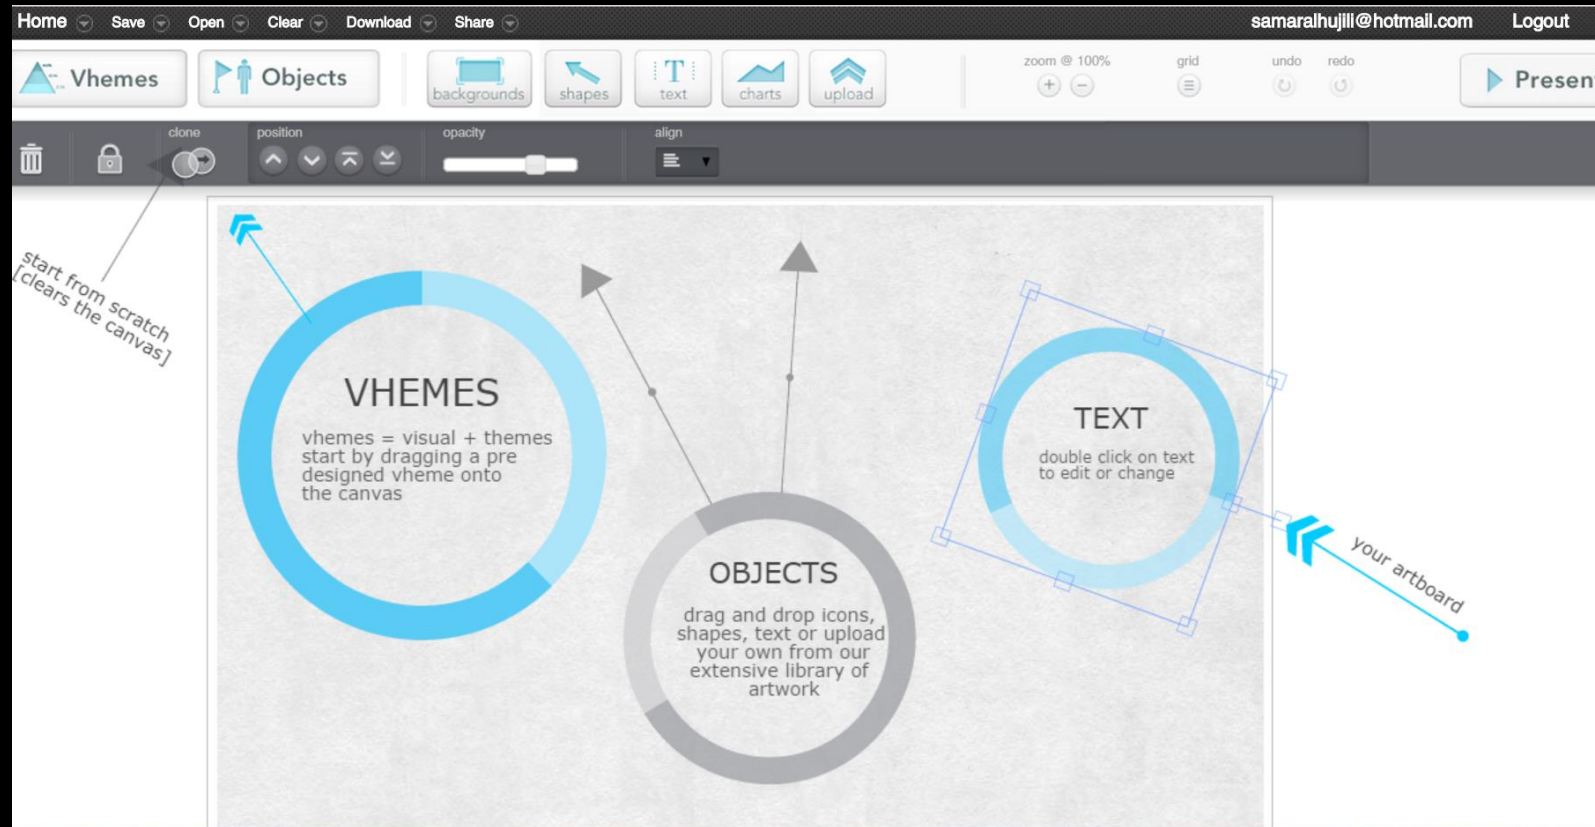 Home Save Open Clear Download Share samaralhujili@hotmail.com Logout
Vhemes Objects backgrounds shapes text charts upload
zoom @ 100% grid undo redo
Presen
clone position opacity align
start from scratch
[clears the canvas]
VHEMES
vhemes = visual + themes
start by dragging a pre
designed vheme onto
the canvas
OBJECTS
drag and drop icons,
shapes, text or upload
your own from our
extensive library of
artwork
TEXT
double click on text
to edit or change
your artboard